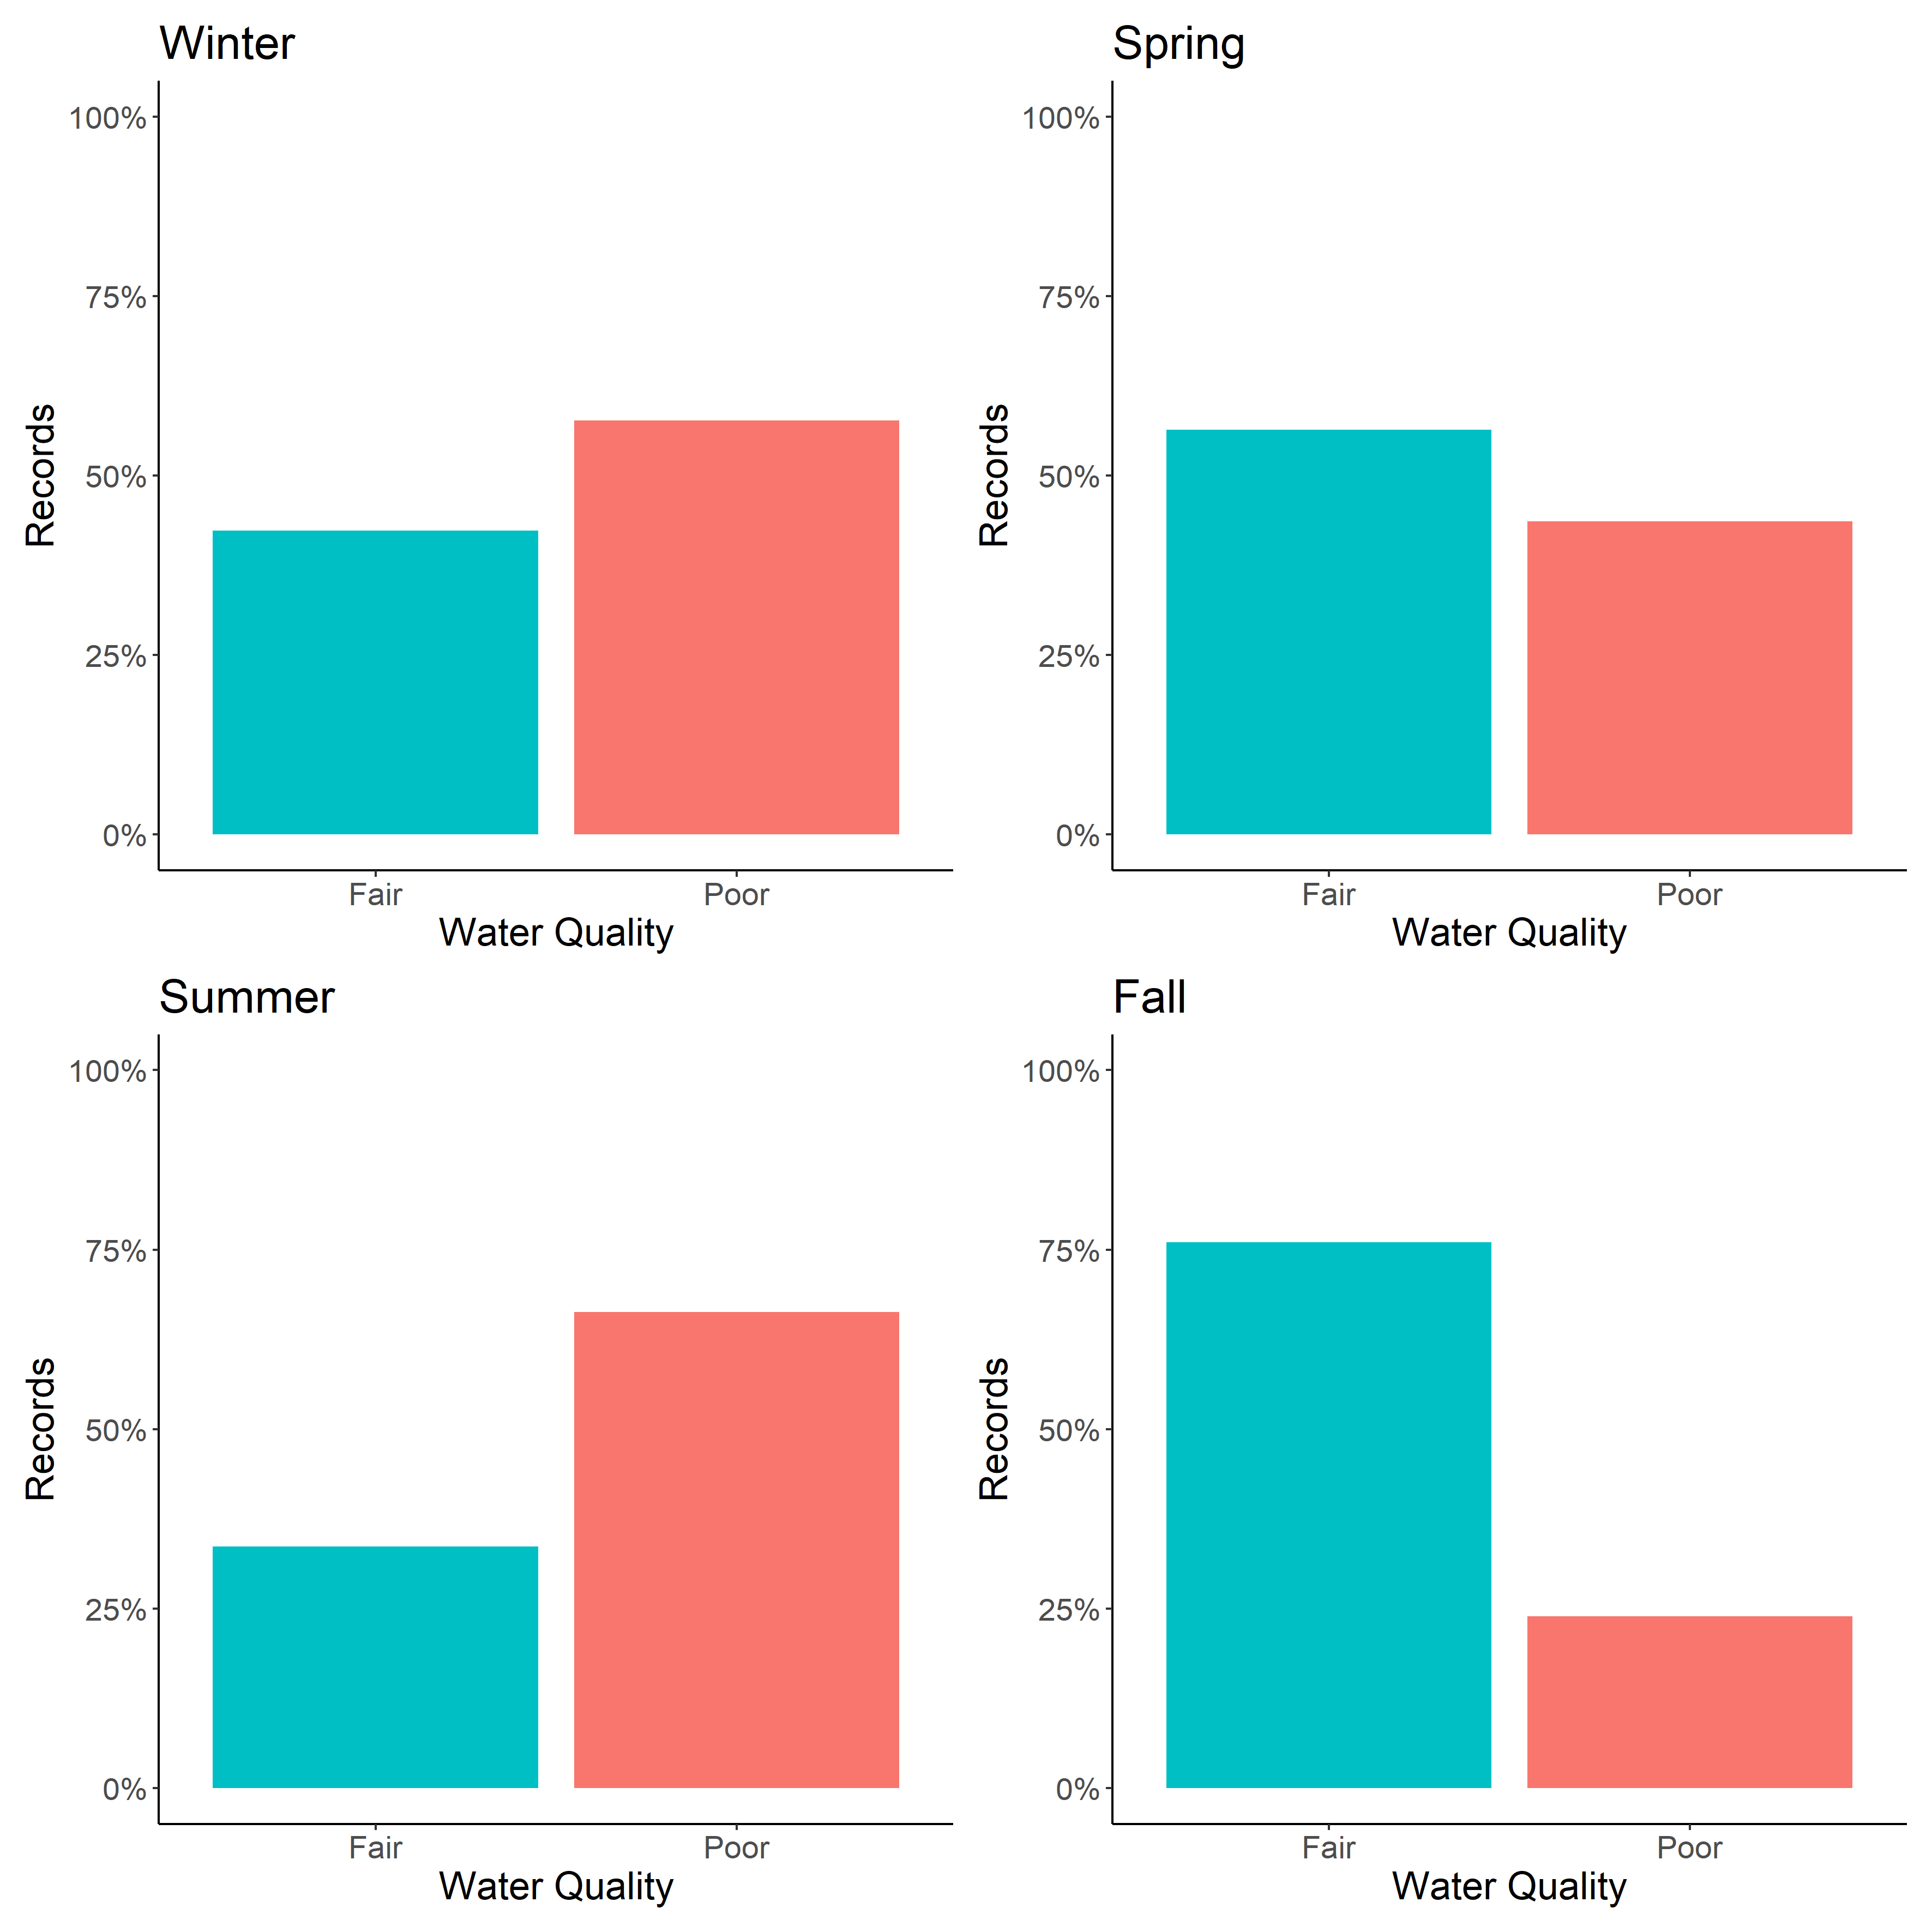 Winter
100%
75%
50%
25%
0%
Records
Fair Poor
Water Quality
Spring
100%
75%
50%
25%
0%
Records
Fair Poor
Water Quality
Summer
100%
75%
50%
25%
0%
Records
Fair Poor
Water Quality
Fall
100%
75%
50%
25%
0%
Records
Fair Poor
Water Quality